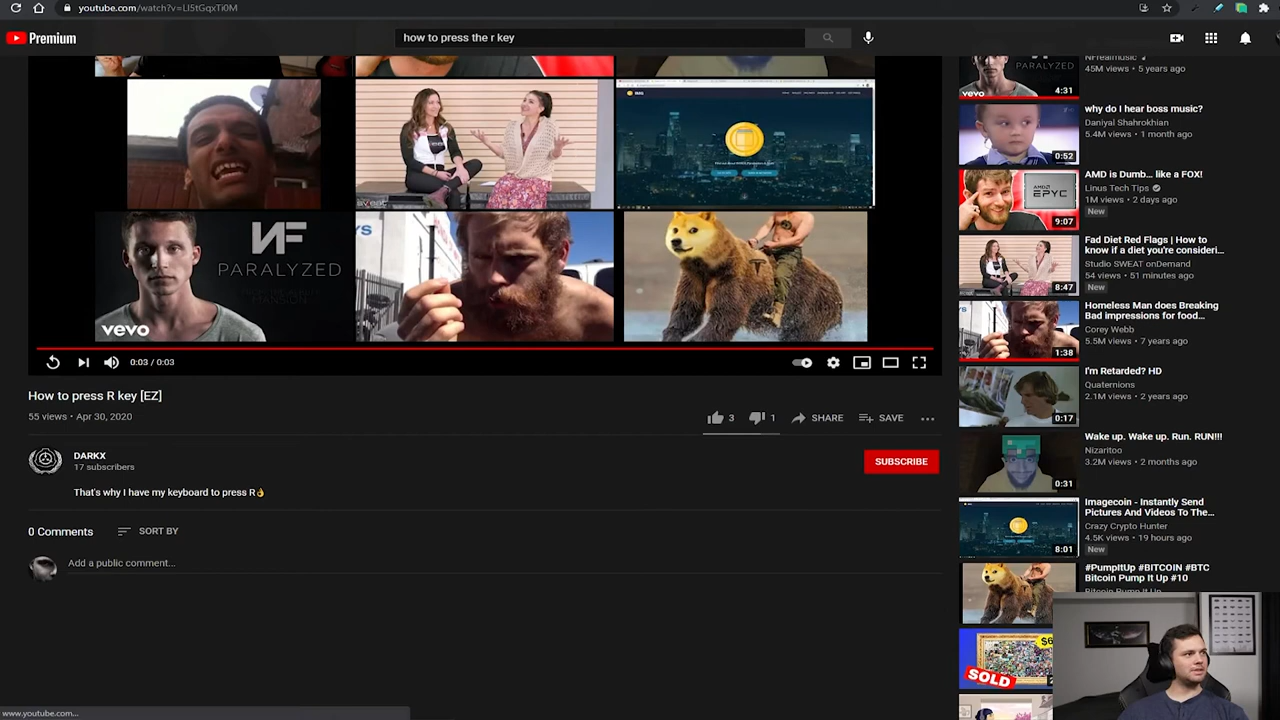 youtube.com/watch?v=LI5tGqxTi0M
Premium
how to press the r key
NF
PARALYZED
vevo
0:03 / 0:03
How to press R key [EZ]
55 views • Apr 30, 2020
3
1
SHARE
SAVE
DARKX
17 subscribers
SUBSCRIBE
That's why I have my keyboard to press R👌
0 Comments
SORT BY
Add a public comment...
www.youtube.com...
NFrealmusic
45M views • 5 years ago
PARALYZED
vevo
4:31
why do I hear boss music?
Daniyal Shahrokhian
5.4M views • 1 month ago
0:52
AMD is Dumb... like a FOX!
Linus Tech Tips
1M views • 2 days ago
New
AMD
EPYC
9:07
Fad Diet Red Flags | How to
know if a diet you're consideri...
Studio SWEAT onDemand
54 views • 51 minutes ago
New
8:47
Homeless Man does Breaking
Bad impressions for food...
Corey Webb
5.5M views • 7 years ago
1:38
I'm Retarded? HD
Quaternions
2.1M views • 2 years ago
0:17
Wake up. Wake up. Run. RUN!!!
Nizaritoo
3.2M views • 2 months ago
0:31
Imagecoin - Instantly Send
Pictures And Videos To The...
Crazy Crypto Hunter
4.5K views • 19 hours ago
New
8:01
#PumpItUp #BITCOIN #BTC
Bitcoin Pump It Up #10
Bitcoin Pump It Up
SOLD